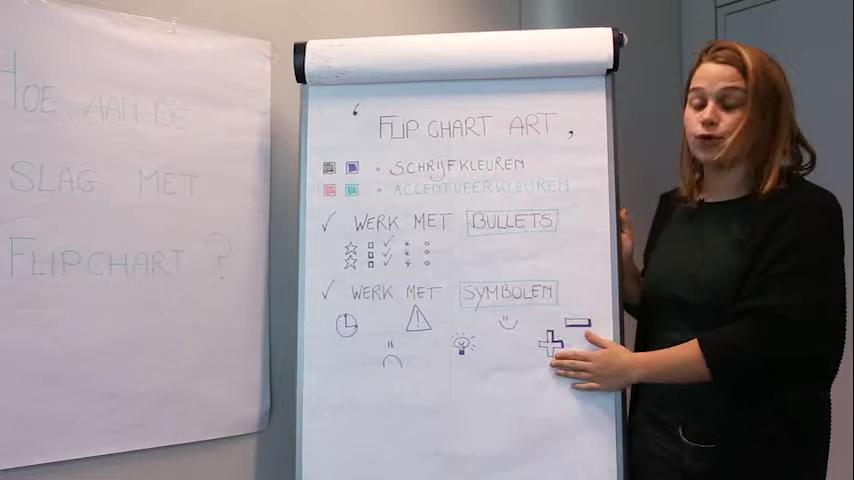 HOE AAN DE
SLAG MET
FLIPCHART ?
' FLIP CHART ART ,
= SCHRIJFKLEUREN
= ACCENTUEERKLEUREN
✓ WERK MET BULLETS
✓ WERK MET SYMBOLEN